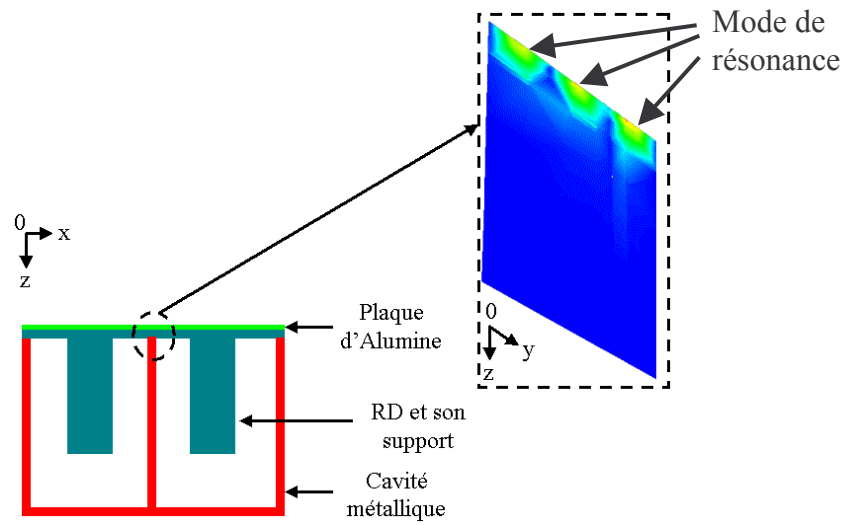 Mode de
résonance
0
x
z
0
y
z
Plaque
d’Alumine
RD et son
support
Cavité
métallique